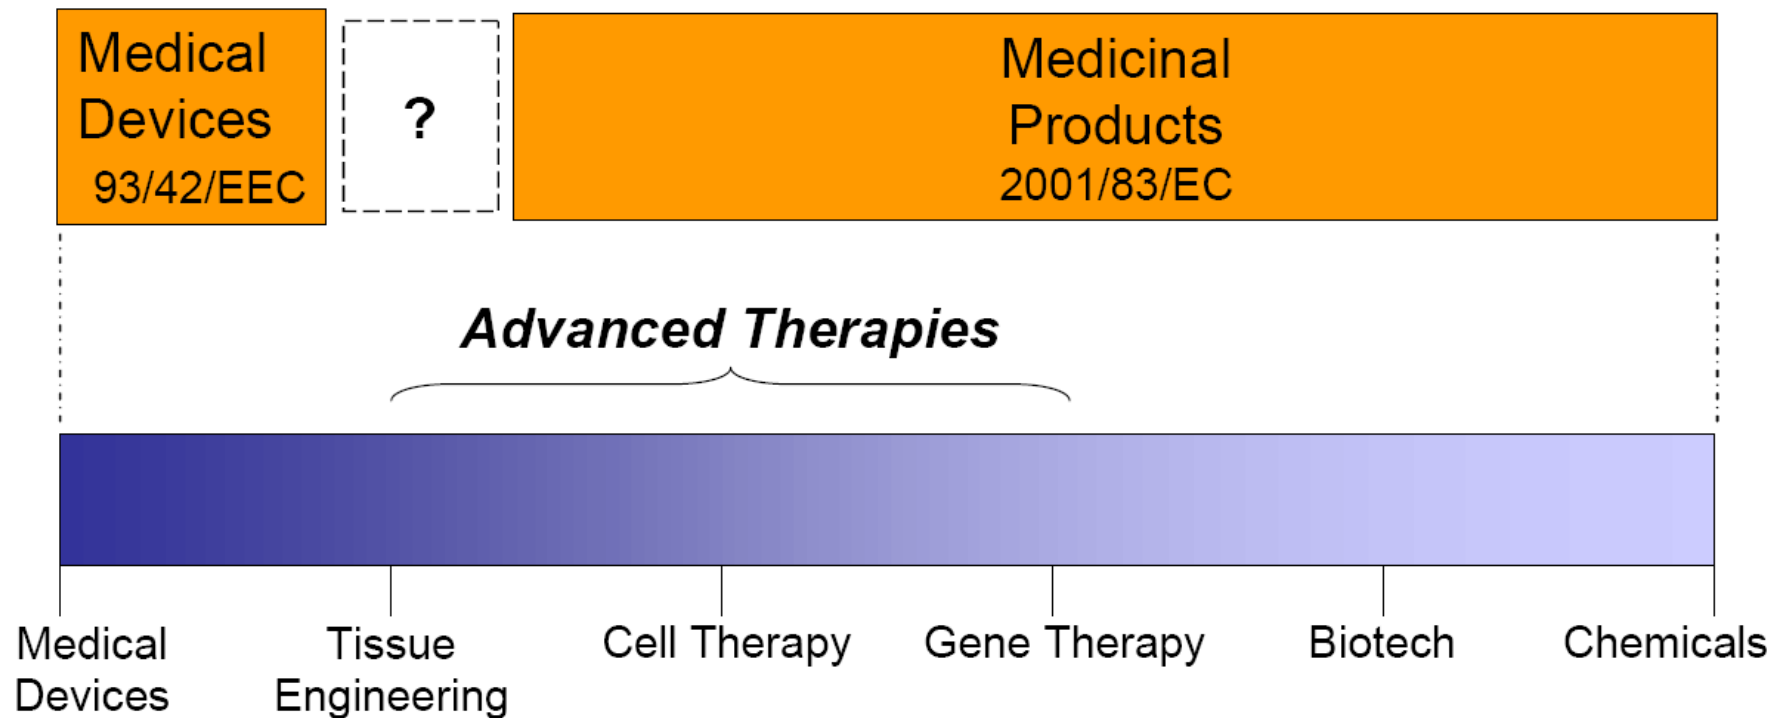 Medical
Devices
93/42/EEC
?
Medicinal
Products
2001/83/EC
Advanced Therapies
Medical
Devices
Tissue
Engineering
Cell Therapy
Gene Therapy
Biotech
Chemicals